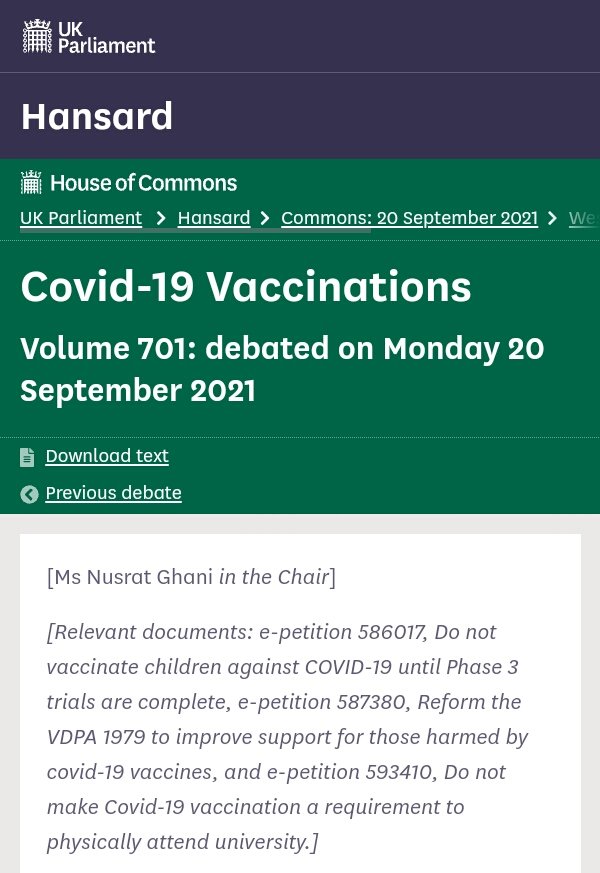 UK
Parliament
Hansard
House of Commons
UK Parliament > Hansard > Commons: 20 September 2021 >
Covid-19 Vaccinations
Volume 701: debated on Monday 20
September 2021
Download text
Previous debate
[Ms Nusrat Ghani in the Chair]
[Relevant documents: e-petition 586017, Do not
vaccinate children against COVID-19 until Phase 3
trials are complete, e-petition 587380, Reform the
VDPA 1979 to improve support for those harmed by
covid-19 vaccines, and e-petition 593410, Do not
make Covid-19 vaccination a requirement to
physically attend university.]